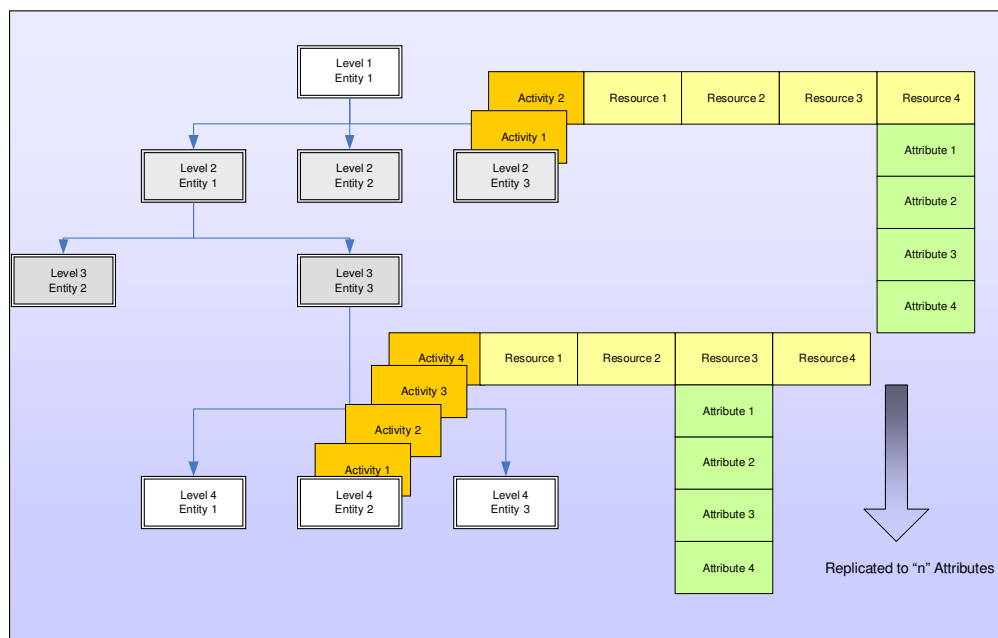 Level 1
Entity 1
Activity 2
Resource 1
Resource 2
Resource 3
Resource 4
Activity 1
Attribute 1
Level 2
Entity 1
Level 2
Entity 2
Level 2
Entity 3
Attribute 2
Attribute 3
Attribute 4
Level 3
Entity 2
Level 3
Entity 3
Activity 4
Resource 1
Resource 2
Resource 3
Resource 4
Activity 3
Attribute 1
Activity 2
Attribute 2
Activity 1
Level 4
Entity 1
Level 4
Entity 2
Level 4
Entity 3
Attribute 3
Attribute 4
Replicated to “n” Attributes